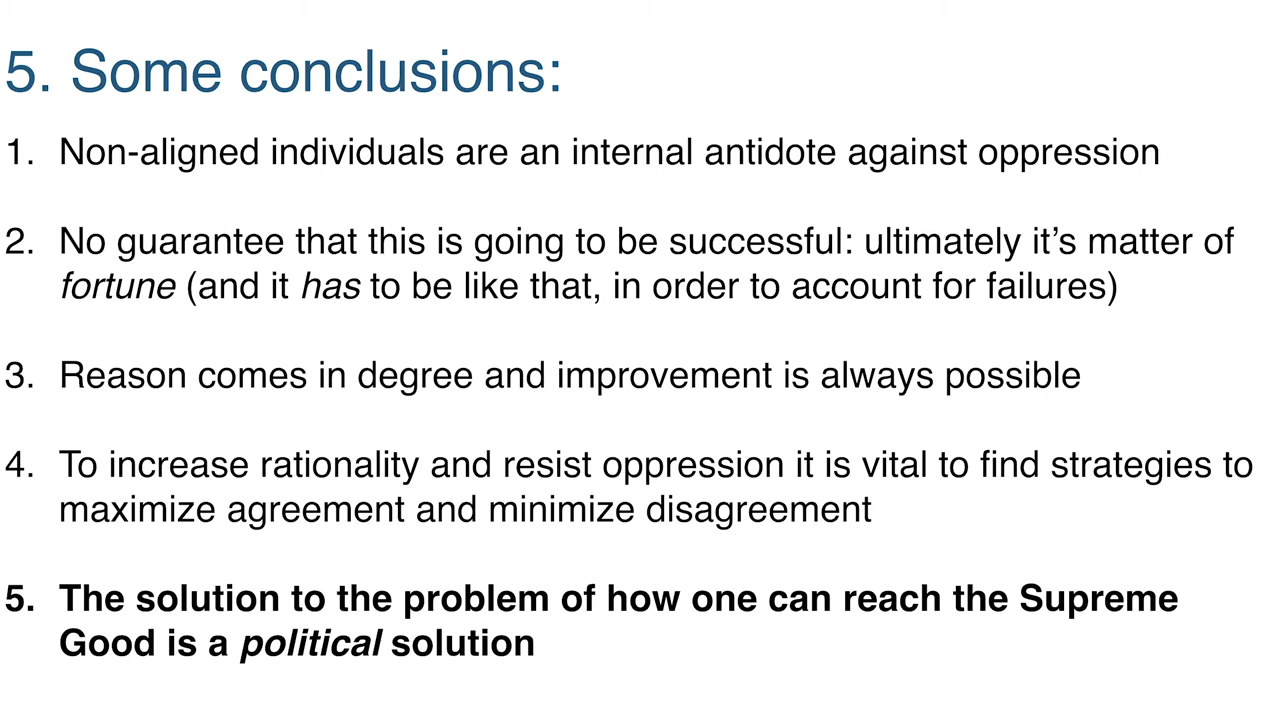 5. Some conclusions:
1. Non-aligned individuals are an internal antidote against oppression
2. No guarantee that this is going to be successful: ultimately it’s matter of
fortune (and it has to be like that, in order to account for failures)
3. Reason comes in degree and improvement is always possible
4. To increase rationality and resist oppression it is vital to find strategies to
maximize agreement and minimize disagreement
5. The solution to the problem of how one can reach the Supreme
Good is a political solution